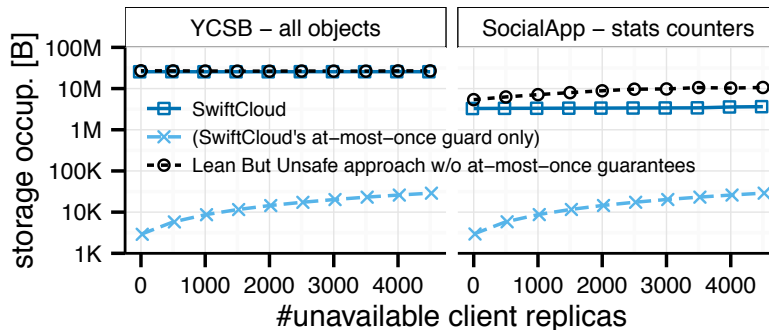 YCSB – all objects
SocialApp – stats counters
storage occup. [B]
100M
10M
1M
100K
10K
1K
SwiftCloud
(SwiftCloud's at–most–once guard only)
Lean But Unsafe approach w/o at–most–once guarantees
0 1000 2000 3000 4000
0 1000 2000 3000 4000
#unavailable client replicas